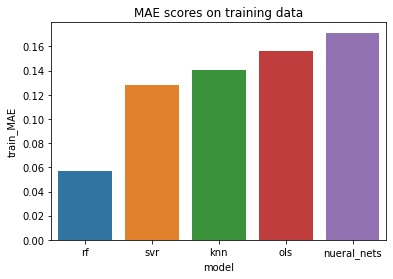 MAE scores on training data
train_MAE
0.16
0.14
0.12
0.10
0.08
0.06
0.04
0.02
0.00
rf svr knn ols nueral_nets
model